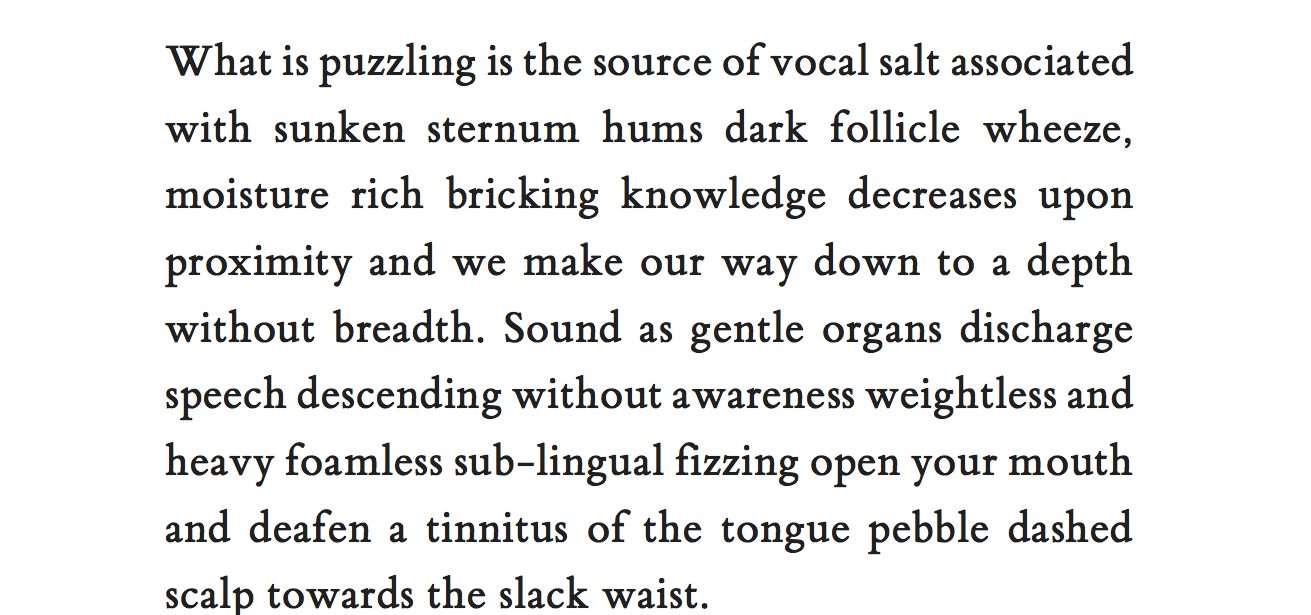 What is puzzling is the source of vocal salt associated
with sunken sternum hums dark follicle wheeze,
moisture rich bricking knowledge decreases upon
proximity and we make our way down to a depth
without breadth. Sound as gentle organs discharge
speech descending without awareness weightless and
heavy foamless sub-lingual fizzing open your mouth
and deafen a tinnitus of the tongue pebble dashed
scalp towards the slack waist.